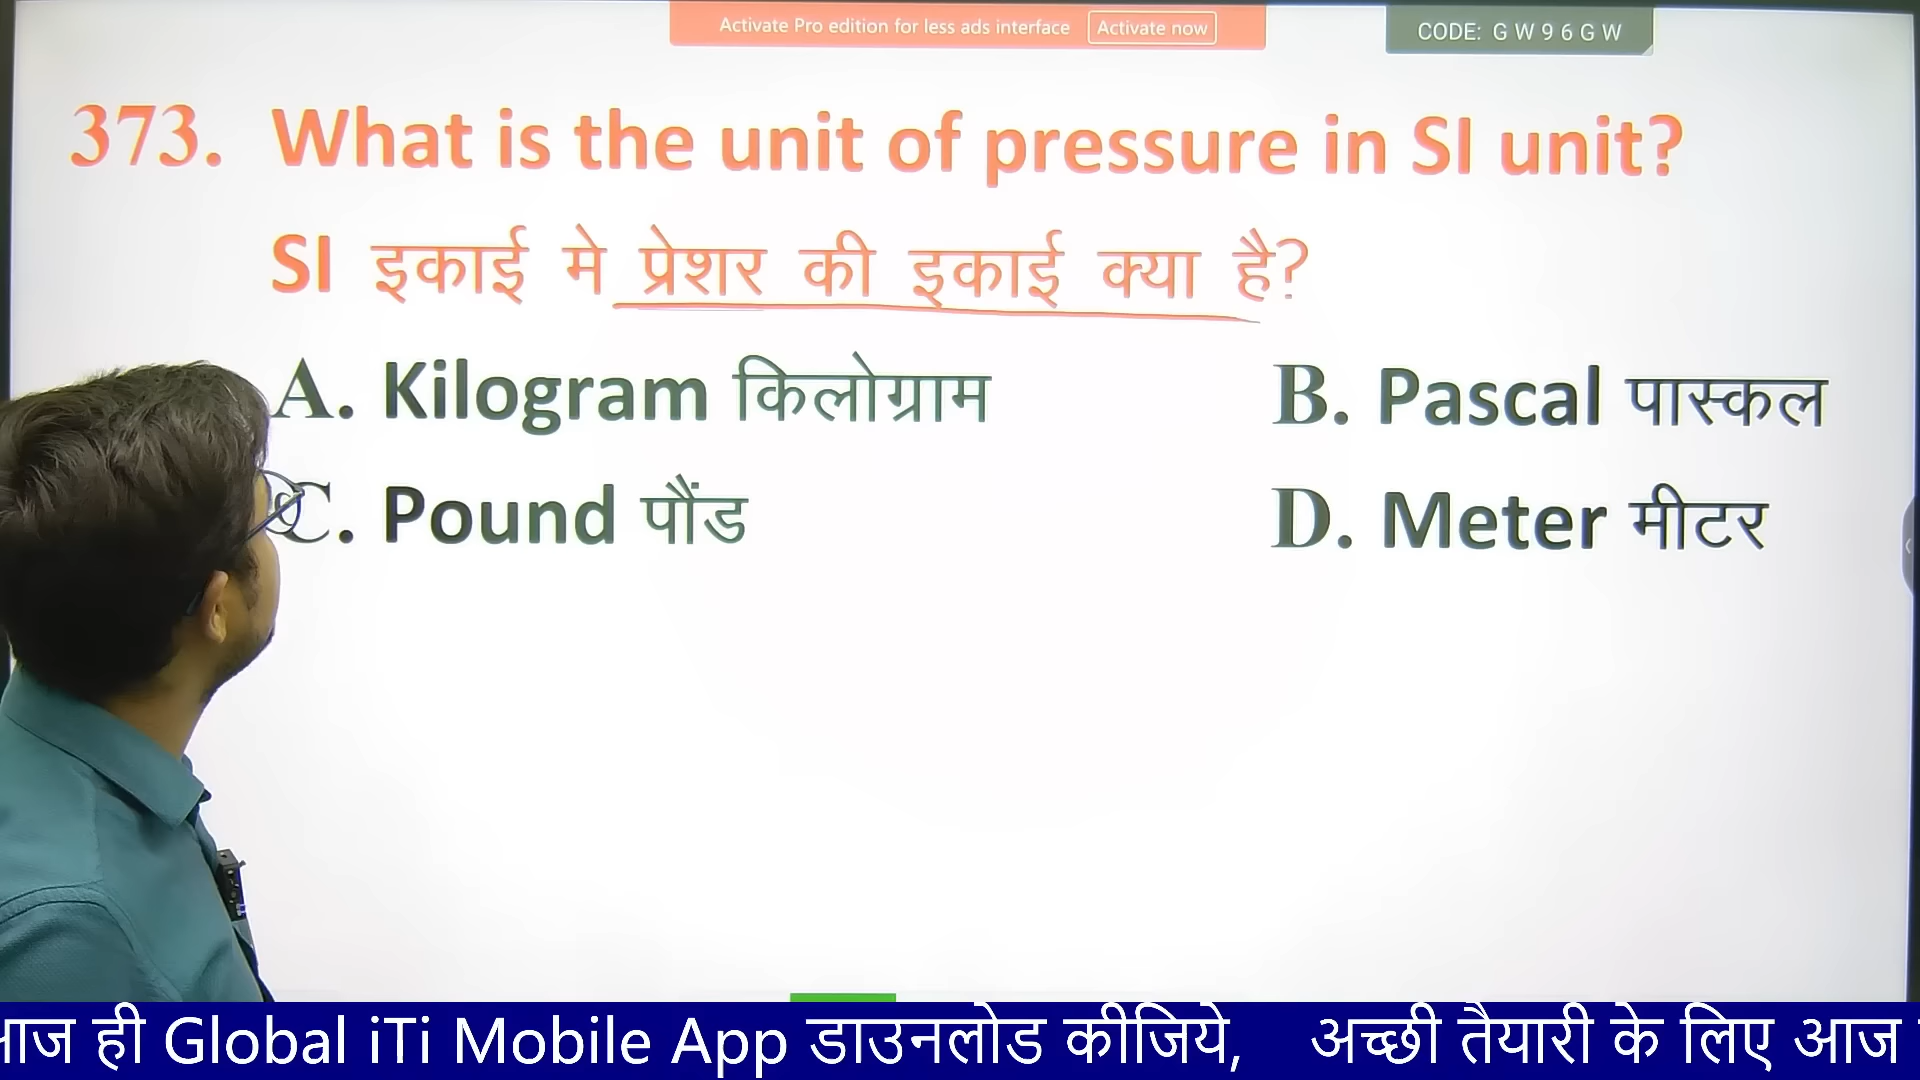 Activate Pro edition for less ads interface Activate now
CODE: G W 9 6 G W
373. What is the unit of pressure in SI unit?
SI इकाई मे प्रेशर की इकाई क्या है?
A. Kilogram किलोग्राम B. Pascal पास्कल
C. Pound पौंड D. Meter मीटर
आज ही Global iTi Mobile App डाउनलोड कीजिये, अच्छी तैयारी के लिए आज